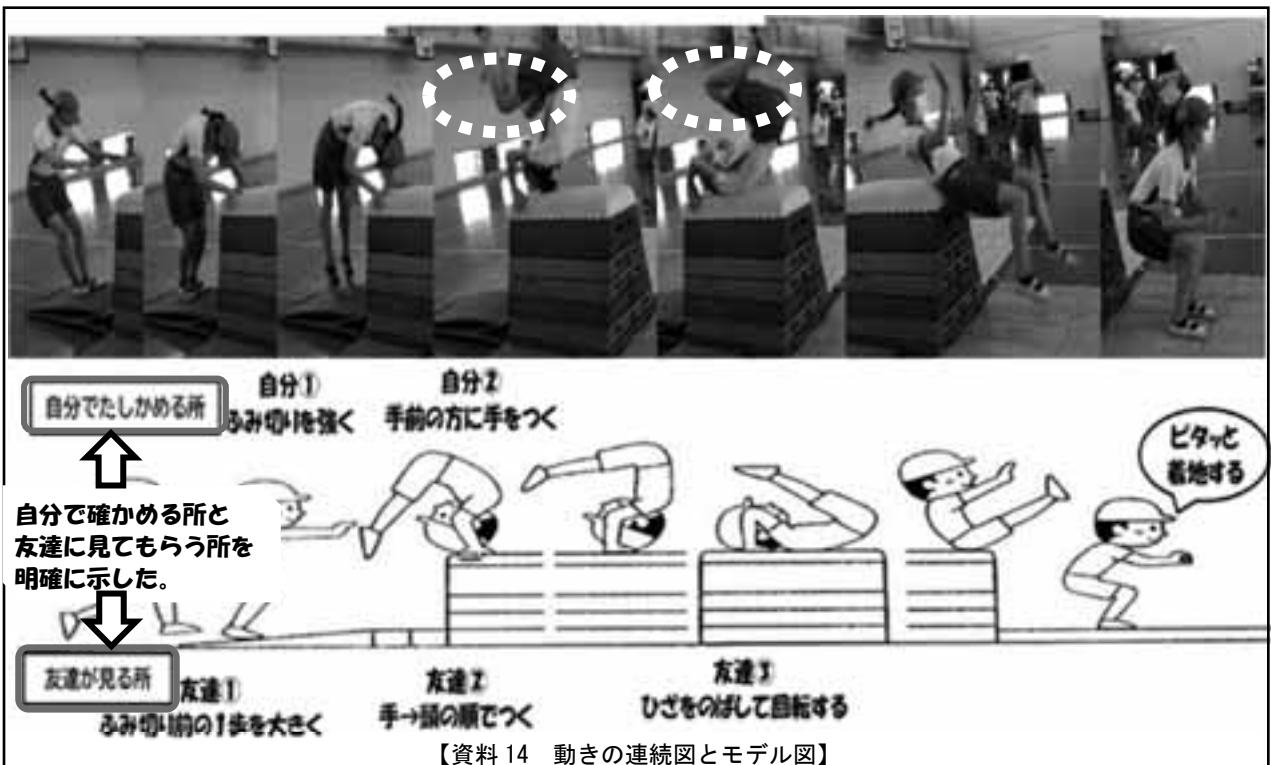 自分でたしかめる所
自分①
ふみ切りを強く
自分2
手前の方に手をつく
ピタッと
着地する
自分で確かめる所と
友達に見てもらう所を
明確に示した。
友達が見る所
友達①
ふみ切り前の1歩を大きく
友達2
手→頭の順でつく
友達3
ひざをのばして回転する
【資料14 動きの連続図とモデル図】